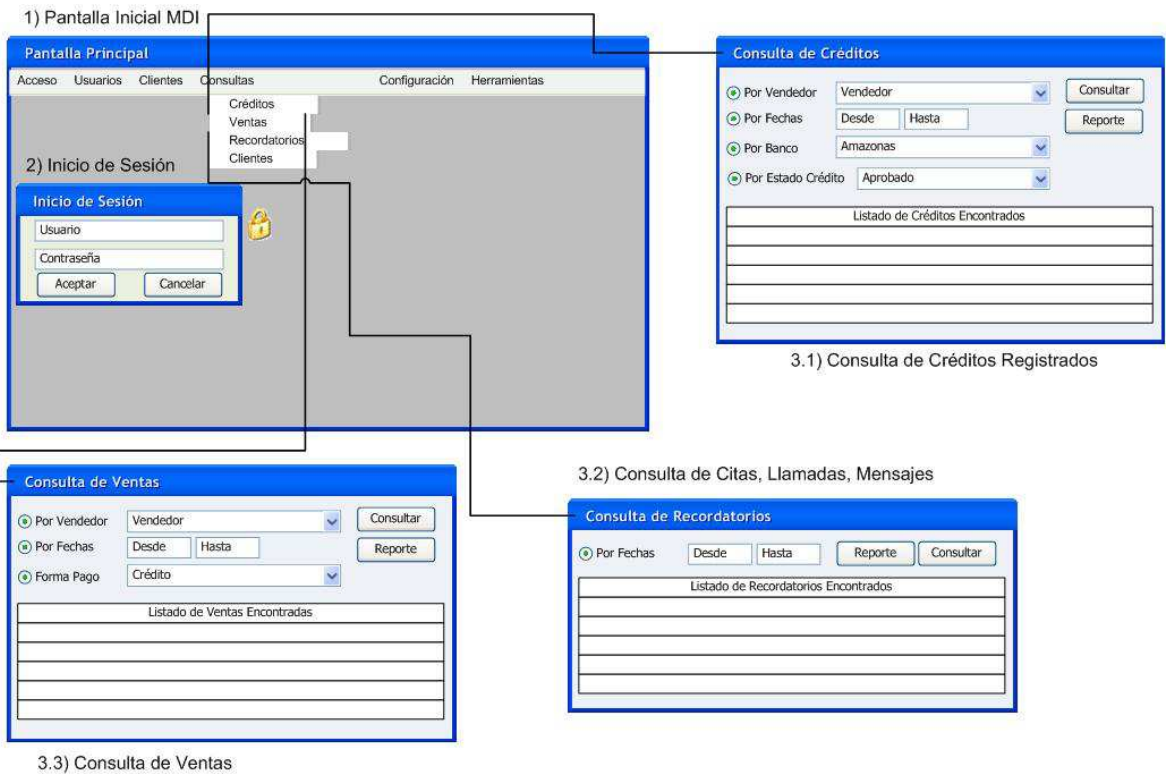 1) Pantalla Inicial MDI
Pantalla Principal
Acceso Usuarios Clientes Consultas Configuración Herramientas
Créditos
Ventas
Recordatorios
Clientes
2) Inicio de Sesión
Inicio de Sesión
Usuario
Contraseña
Aceptar Cancelar
Consulta de Créditos
Por Vendedor Vendedor Consultar
Por Fechas Desde Hasta Reporte
Por Banco Amazonas
Por Estado Crédito Aprobado
Listado de Créditos Encontrados
3.1) Consulta de Créditos Registrados
Consulta de Ventas
Por Vendedor Vendedor Consultar
Por Fechas Desde Hasta Reporte
Forma Pago Crédito
Listado de Ventas Encontradas
3.3) Consulta de Ventas
3.2) Consulta de Citas, Llamadas, Mensajes
Consulta de Recordatorios
Por Fechas Desde Hasta Reporte Consultar
Listado de Recordatorios Encontrados